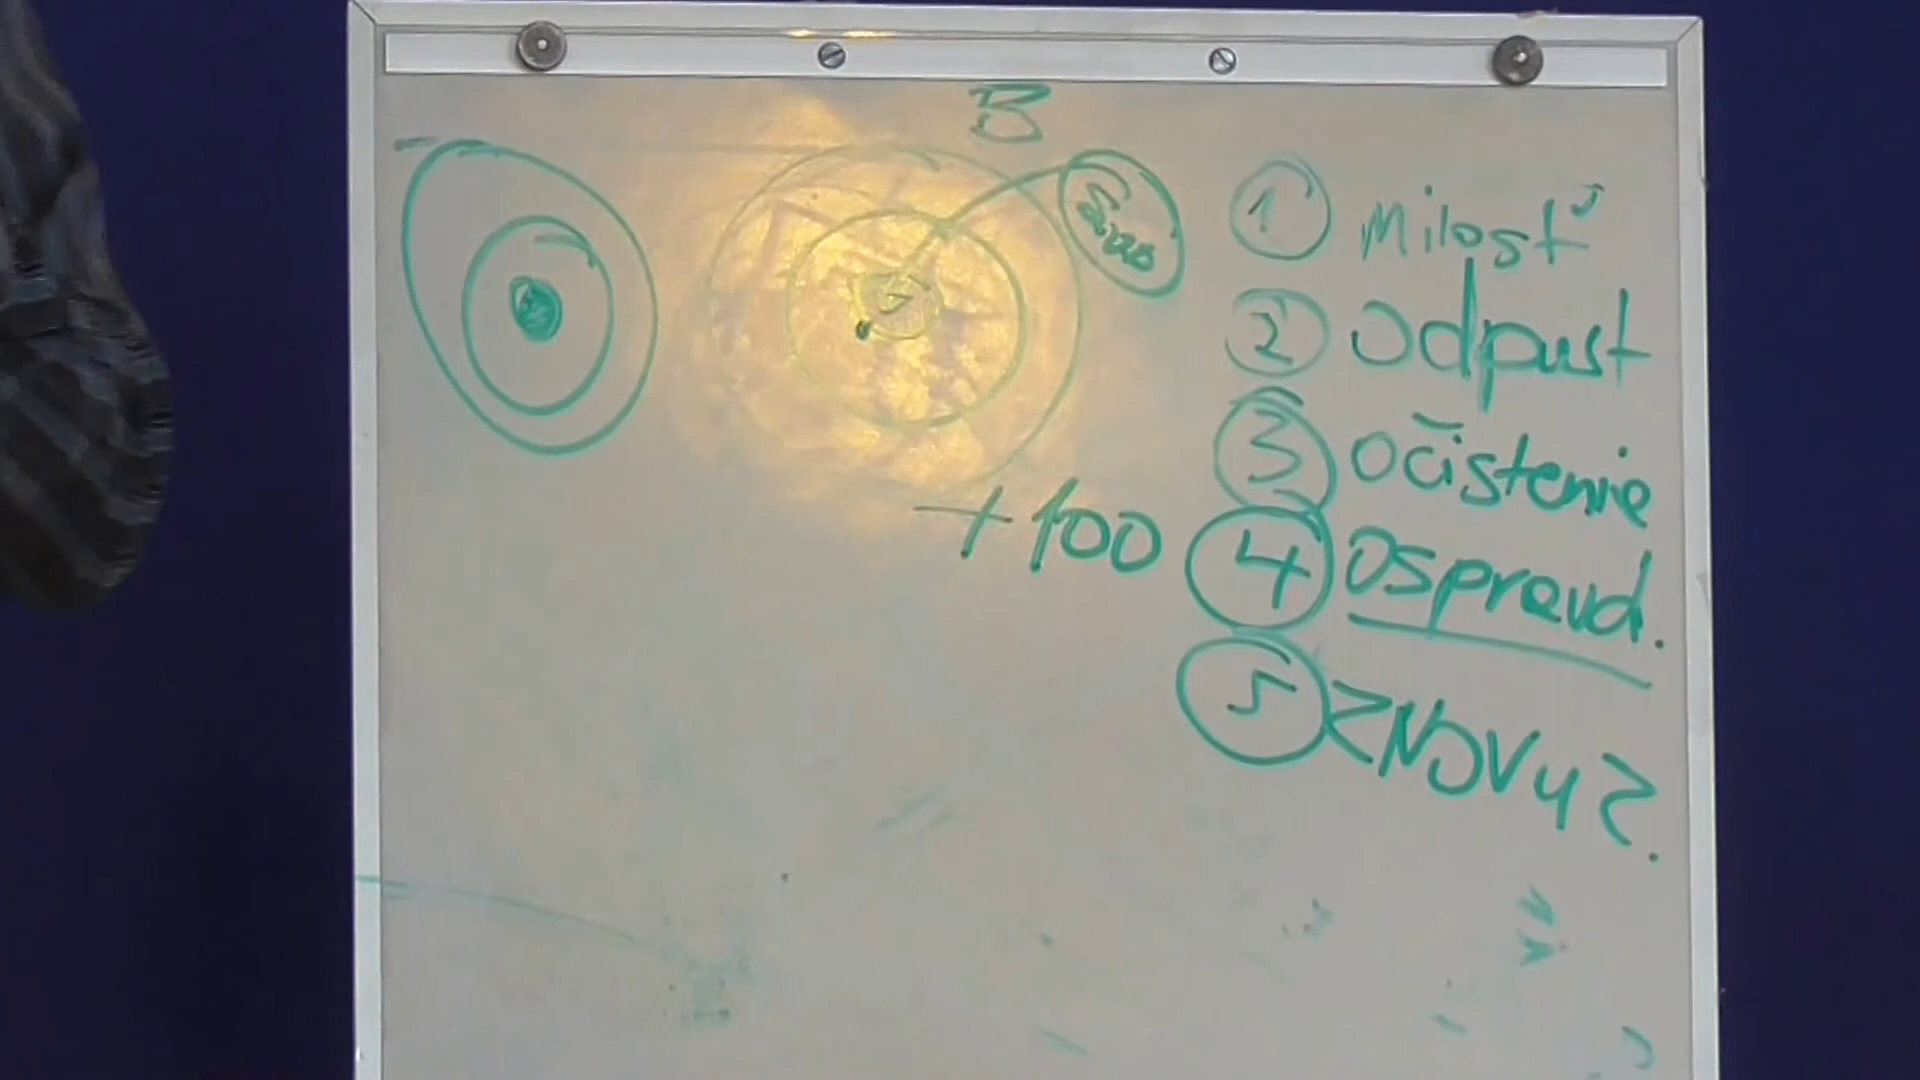 B
① Milosť
② Odpust
③ Očistenie
+100
④ Ospravd.
⑤ ZNOVUZ.